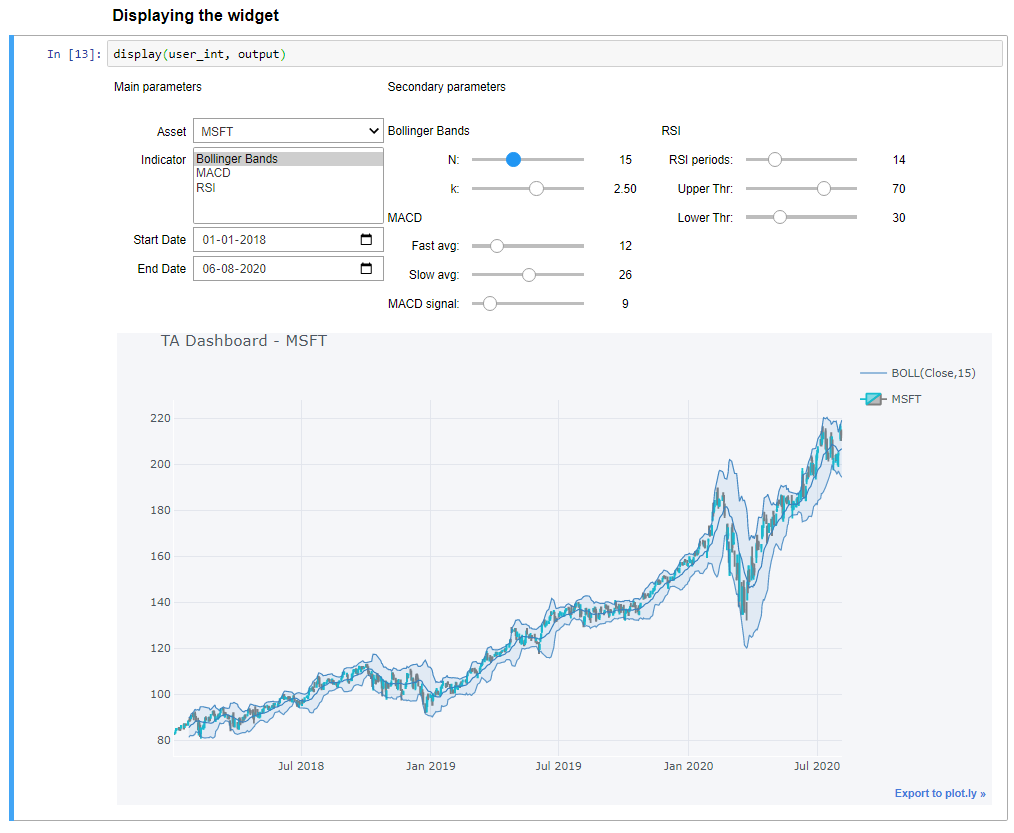 Displaying the widget
In [13]: display(user_int, output)
Main parameters
Asset MSFT
Indicator Bollinger Bands
MACD
RSI
Start Date 01-01-2018
End Date 06-08-2020
Secondary parameters
Bollinger Bands
N: 15
k: 2.50
MACD
Fast avg: 12
Slow avg: 26
MACD signal: 9
RSI
RSI periods: 14
Upper Thr: 70
Lower Thr: 30
TA Dashboard - MSFT
BOLL(Close,15)
MSFT
220
200
180
160
140
120
100
80
Jul 2018 Jan 2019 Jul 2019 Jan 2020 Jul 2020
Export to plot.ly »